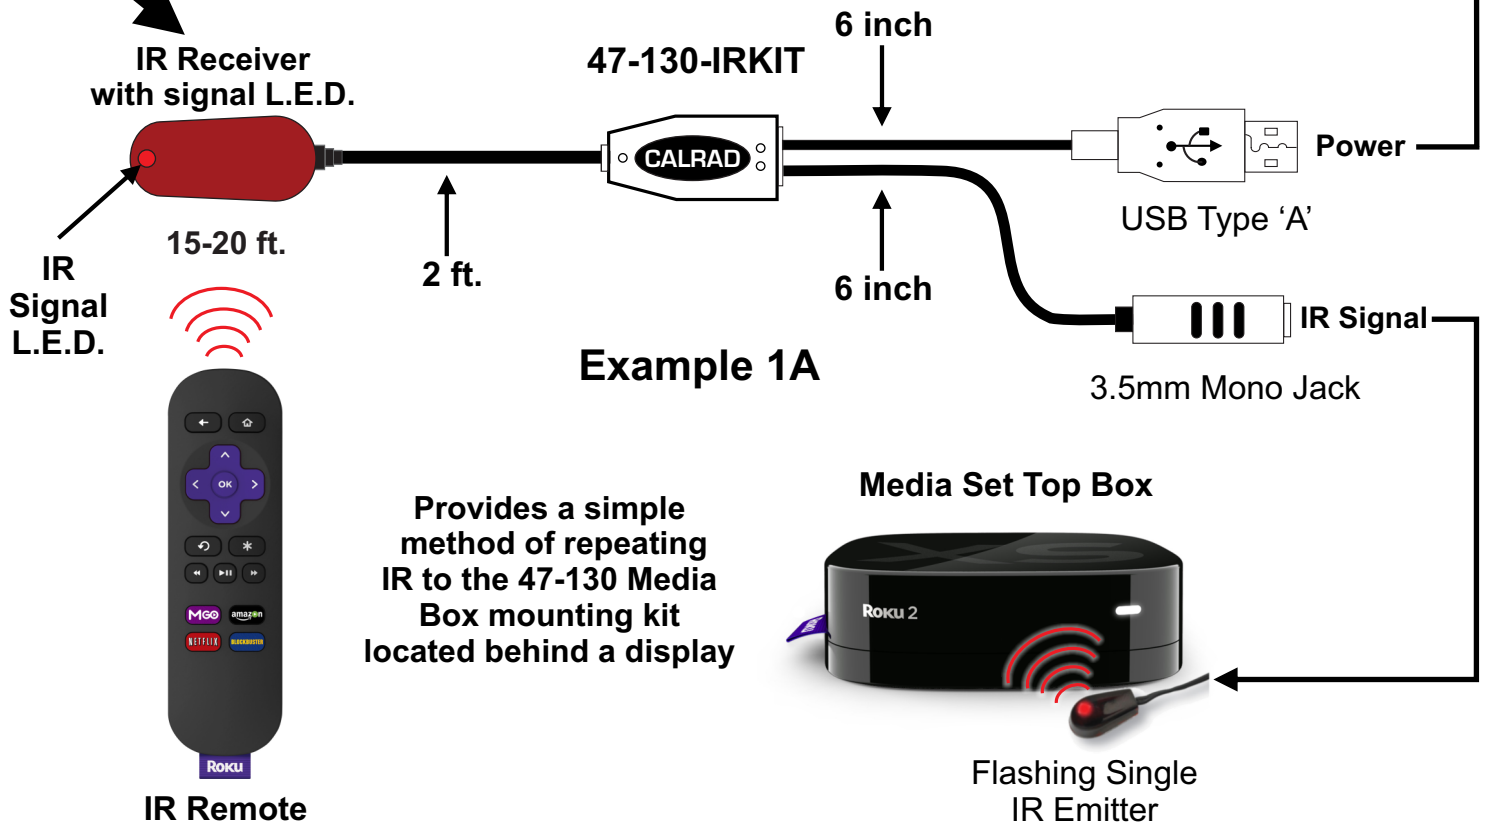 6 inch
IR Receiver
with signal L.E.D.
47-130-IRKIT
CALRAD
Power
USB Type ‘A’
15-20 ft.
2 ft.
6 inch
IR
Signal
L.E.D.
IR Signal
3.5mm Mono Jack
Example 1A
OK
MGO
amazon
NETFLIX
BLOCKBUSTER
ROKU
IR Remote
Provides a simple
method of repeating
IR to the 47-130 Media
Box mounting kit
located behind a display
Media Set Top Box
XS
ROKU 2
Flashing Single
IR Emitter